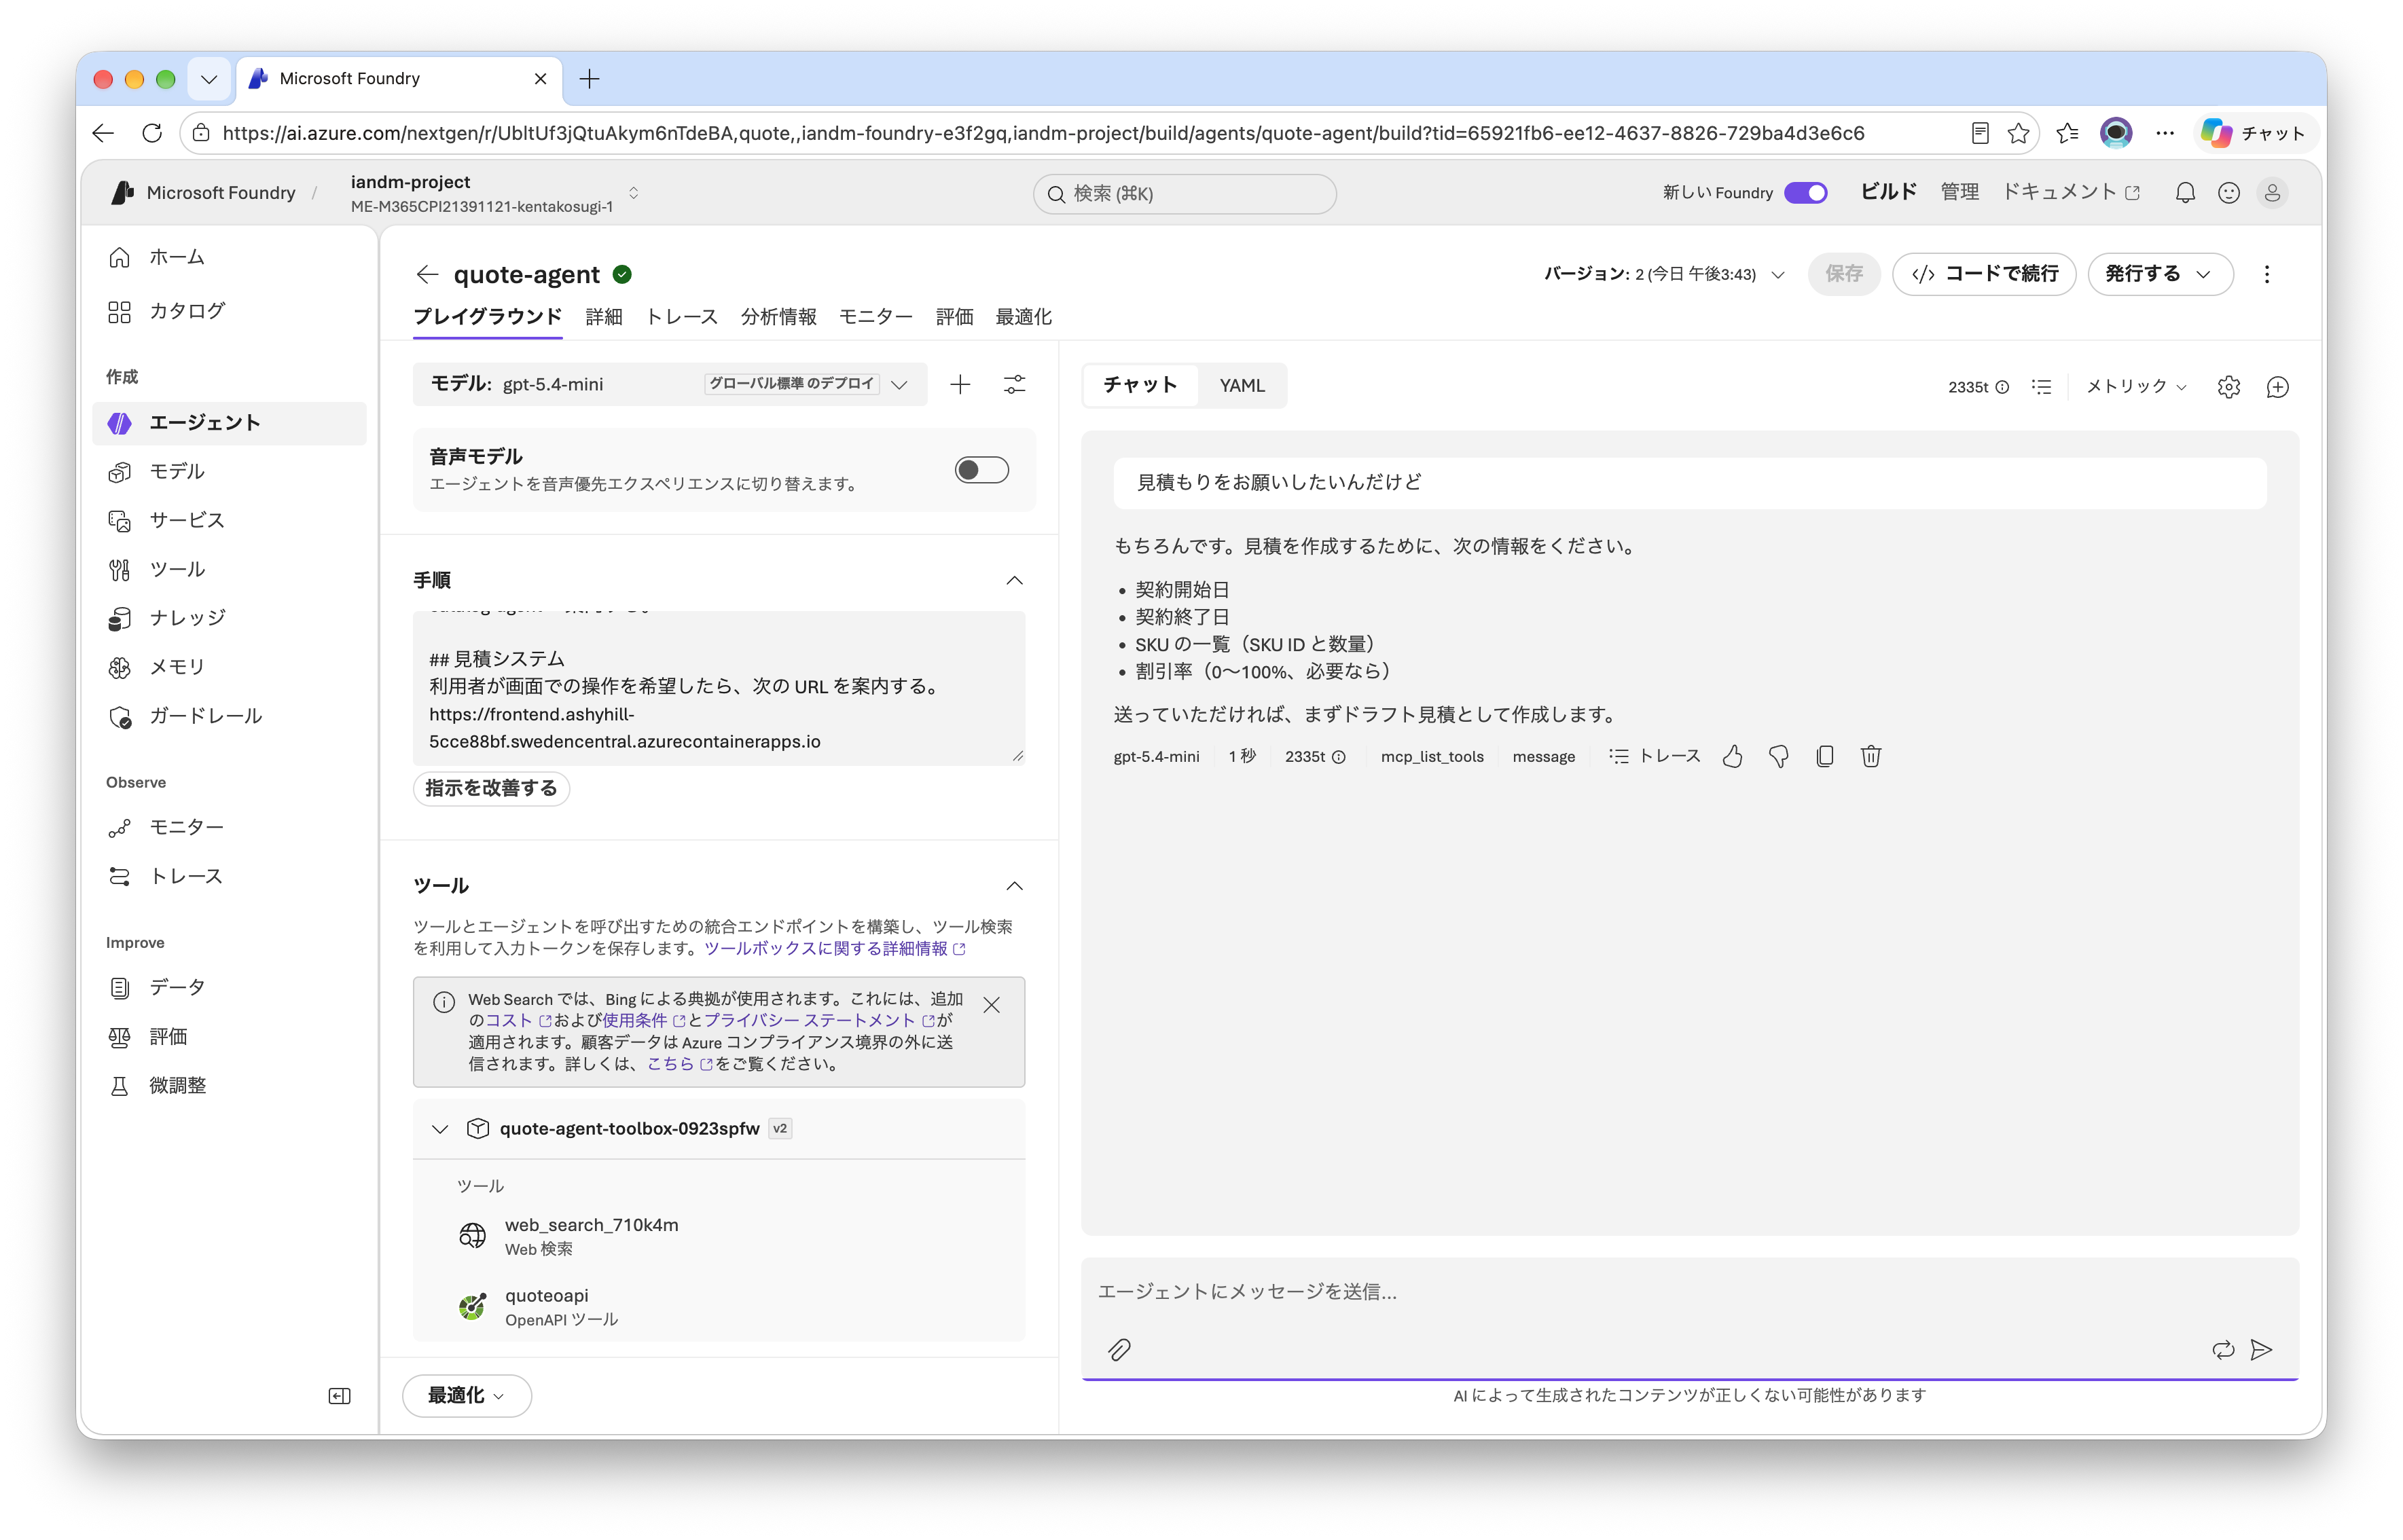 Microsoft Foundry
https://ai.azure.com/nextgen/r/UbltUf3jQtuAkym6nTdeBA,quote,,iandm-foundry-e3f2gq,iandm-project/build/agents/quote-agent/build?tid=65921fb6-ee12-4637-8826-729ba4d3e6c6
チャット
Microsoft Foundry /
iandm-project
ME-M365CPI21391121-kentakosugi-1
検索 (⌘K)
新しい Foundry
ビルド
管理
ドキュメント
ホーム
カタログ
作成
エージェント
モデル
サービス
ツール
ナレッジ
メモリ
ガードレール
Observe
モニター
トレース
Improve
データ
評価
微調整
quote-agent
バージョン: 2 (今日 午後3:43)
保存
コードで続行
発行する
プレイグラウンド
詳細
トレース
分析情報
モニター
評価
最適化
モデル: gpt-5.4-mini
グローバル標準 のデプロイ
音声モデル
エージェントを音声優先エクスペリエンスに切り替えます。
手順
## 見積システム
利用者が画面での操作を希望したら、次の URL を案内する。
https://frontend.ashyhill-
5cce88bf.swedencentral.azurecontainerapps.io
指示を改善する
ツール
ツールとエージェントを呼び出すための統合エンドポイントを構築し、ツール検索
を利用して入力トークンを保存します。ツールボックスに関する詳細情報
Web Search では、Bing による典拠が使用されます。これには、追加
のコスト および使用条件 とプライバシー ステートメント が
適用されます。顧客データは Azure コンプライアンス境界の外に送
信されます。詳しくは、こちら をご覧ください。
quote-agent-toolbox-0923spfw v2
ツール
web_search_710k4m
Web 検索
quoteoapi
OpenAPI ツール
最適化
チャット
YAML
2335t
メトリック
見積もりをお願いしたいんだけど
もちろんです。見積を作成するために、次の情報をください。
• 契約開始日
• 契約終了日
• SKU の一覧（SKU ID と数量）
• 割引率（0〜100%、必要なら）
送っていただければ、まずドラフト見積として作成します。
gpt-5.4-mini
1 秒
2335t
mcp_list_tools
message
トレース
エージェントにメッセージを送信...
AI によって生成されたコンテンツが正しくない可能性があります